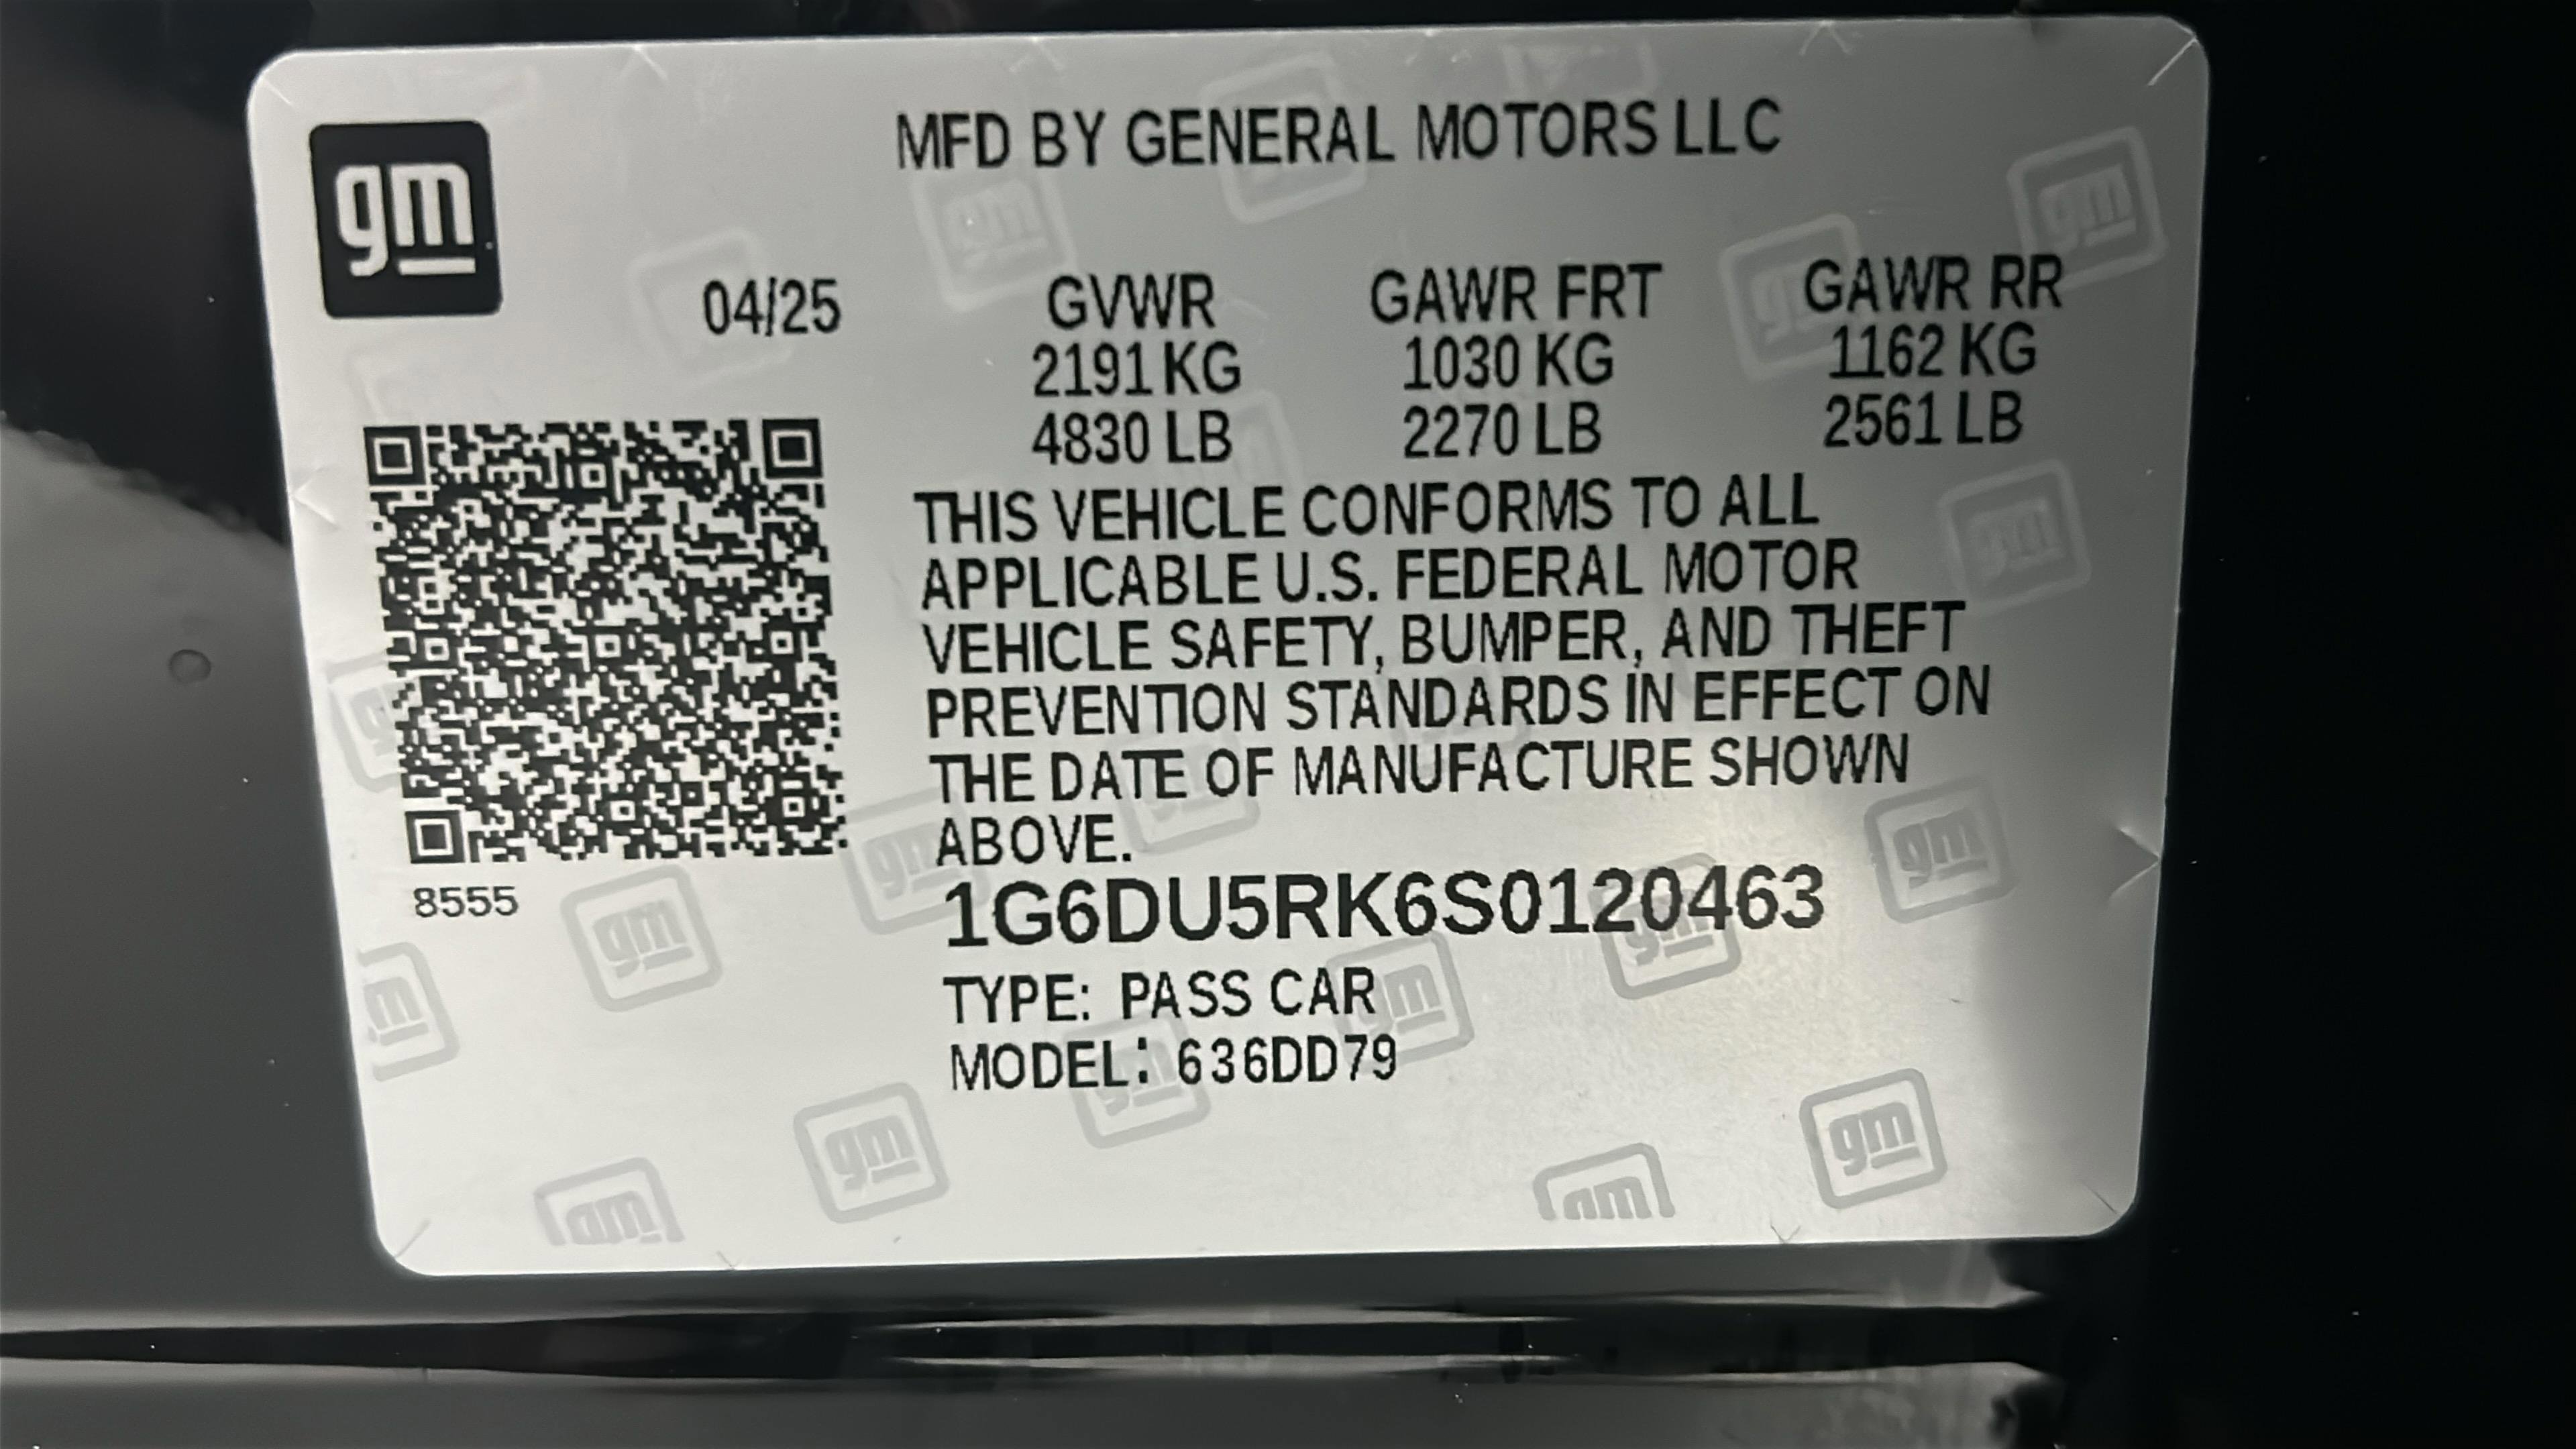 gm
MFD BY GENERAL MOTORS LLC
04/25 GVWR GAWR FRT GAWR RR
2191 KG 1030 KG 1162 KG
4830 LB 2270 LB 2561 LB
THIS VEHICLE CONFORMS TO ALL
APPLICABLE U.S. FEDERAL MOTOR
VEHICLE SAFETY, BUMPER, AND THEFT
PREVENTION STANDARDS IN EFFECT ON
THE DATE OF MANUFACTURE SHOWN
ABOVE.
8555
1G6DU5RK6S0120463
TYPE: PASS CAR
MODEL: 636DD79